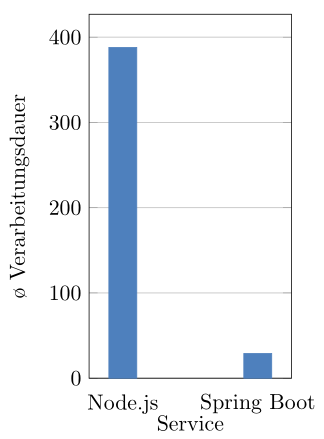 400
300
200
100
0
ø Verarbeitungsdauer
Node.js Spring Boot
Service